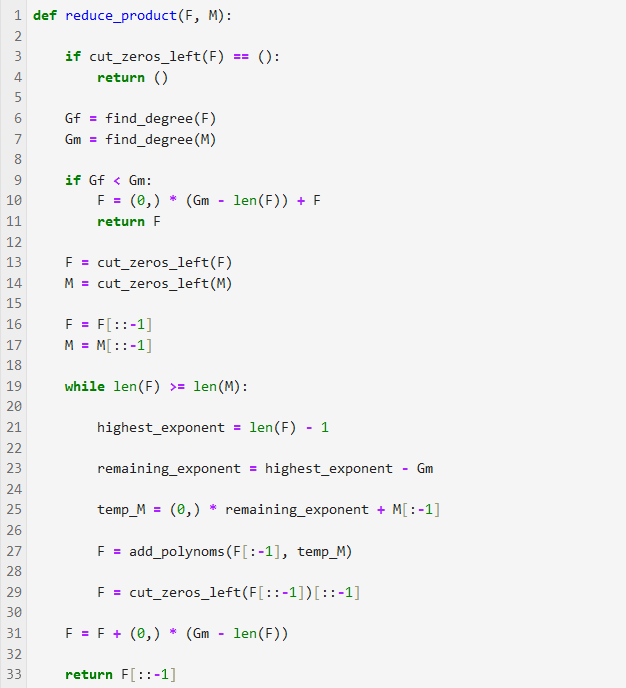 1 def reduce_product(F, M):
2
3     if cut_zeros_left(F) == ():
4         return ()
5
6     Gf = find_degree(F)
7     Gm = find_degree(M)
8
9     if Gf < Gm:
10         F = (0,) * (Gm - len(F)) + F
11         return F
12
13     F = cut_zeros_left(F)
14     M = cut_zeros_left(M)
15
16     F = F[::-1]
17     M = M[::-1]
18
19     while len(F) >= len(M):
20
21         highest_exponent = len(F) - 1
22
23         remaining_exponent = highest_exponent - Gm
24
25         temp_M = (0,) * remaining_exponent + M[:-1]
26
27         F = add_polynoms(F[:-1], temp_M)
28
29         F = cut_zeros_left(F[::-1])[::-1]
30
31     F = F + (0,) * (Gm - len(F))
32
33     return F[::-1]